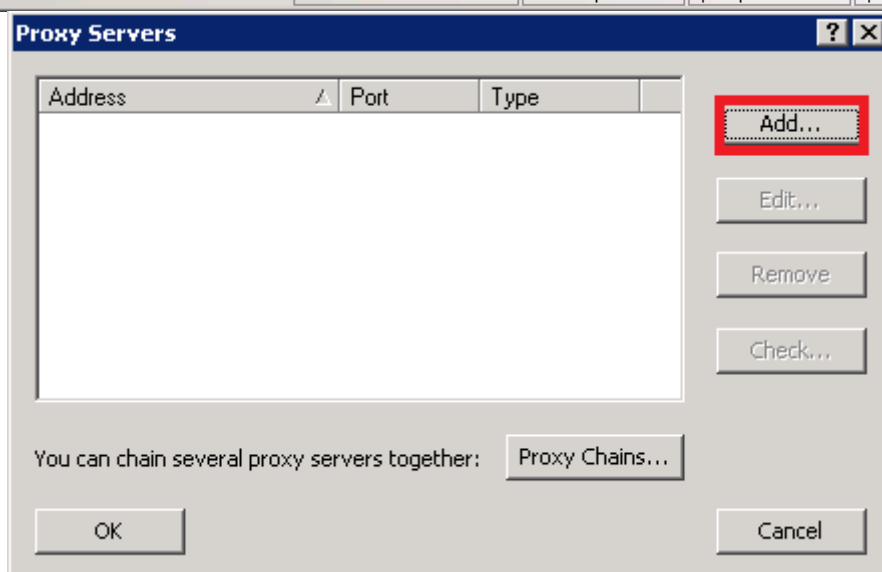 Proxy Servers
Address Port Type
Add...
Edit...
Remove
Check...
You can chain several proxy servers together: Proxy Chains...
OK Cancel